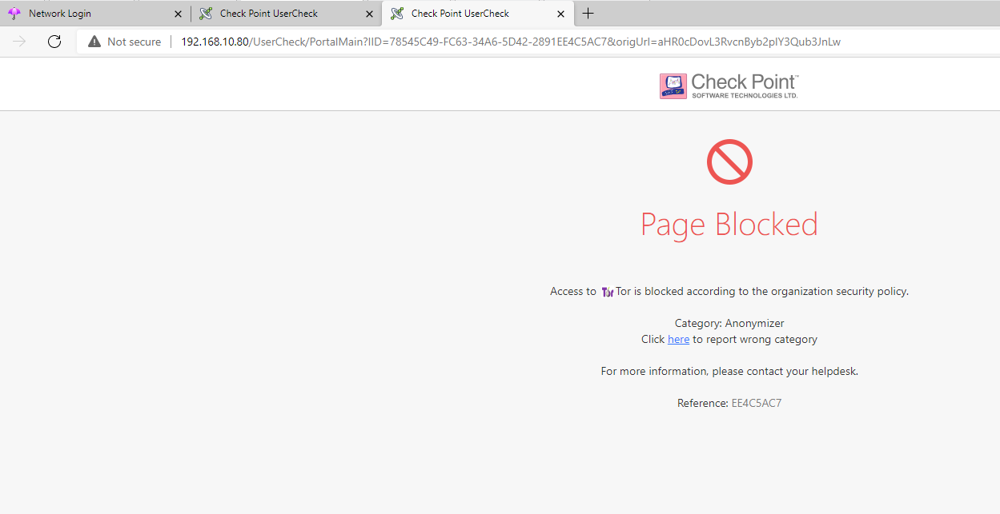 Network Login
Check Point UserCheck
Check Point UserCheck
Not secure
192.168.10.80/UserCheck/PortalMain?IID=78545C49-FC63-34A6-5D42-2891EE4C5AC7&origUrl=aHR0cDovL3RvcnByb2plY3Qub3JnLw
Check Point™
SOFTWARE TECHNOLOGIES LTD.
Page Blocked
Access to Tor Tor is blocked according to the organization security policy.
Category: Anonymizer
Click here to report wrong category
For more information, please contact your helpdesk.
Reference: EE4C5AC7